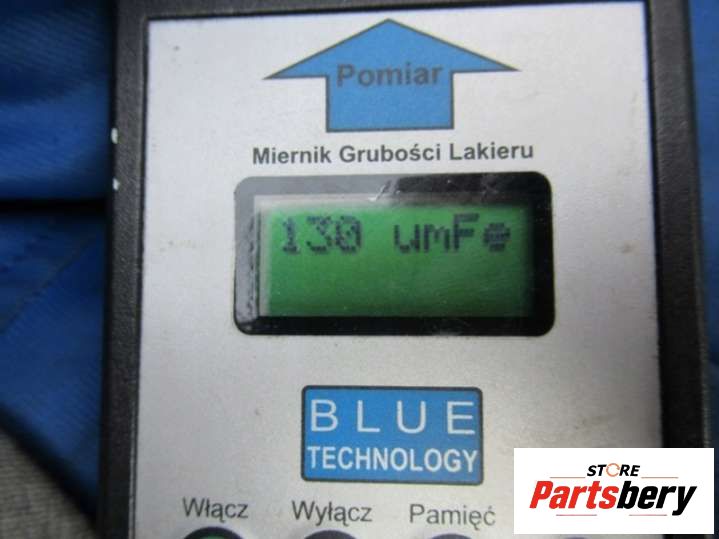 Pomiar
Miernik Grubości Lakieru
130 umFe
BLUE
TECHNOLOGY
Włącz Wyłącz Pamięć
STORE
Partsbery